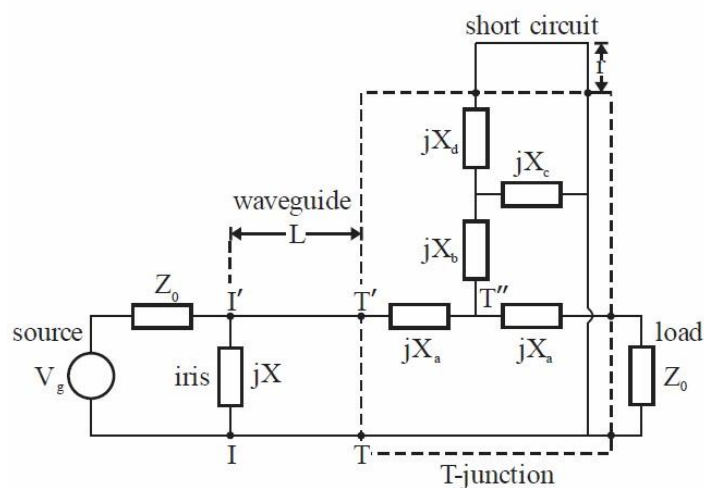 short circuit
r
jX_d
jX_c
waveguide
L
jX_b
Z_0
I′
T′
T″
source
jX_a
jX_a
load
V_g
iris
jX
Z_0
I
T
T-junction